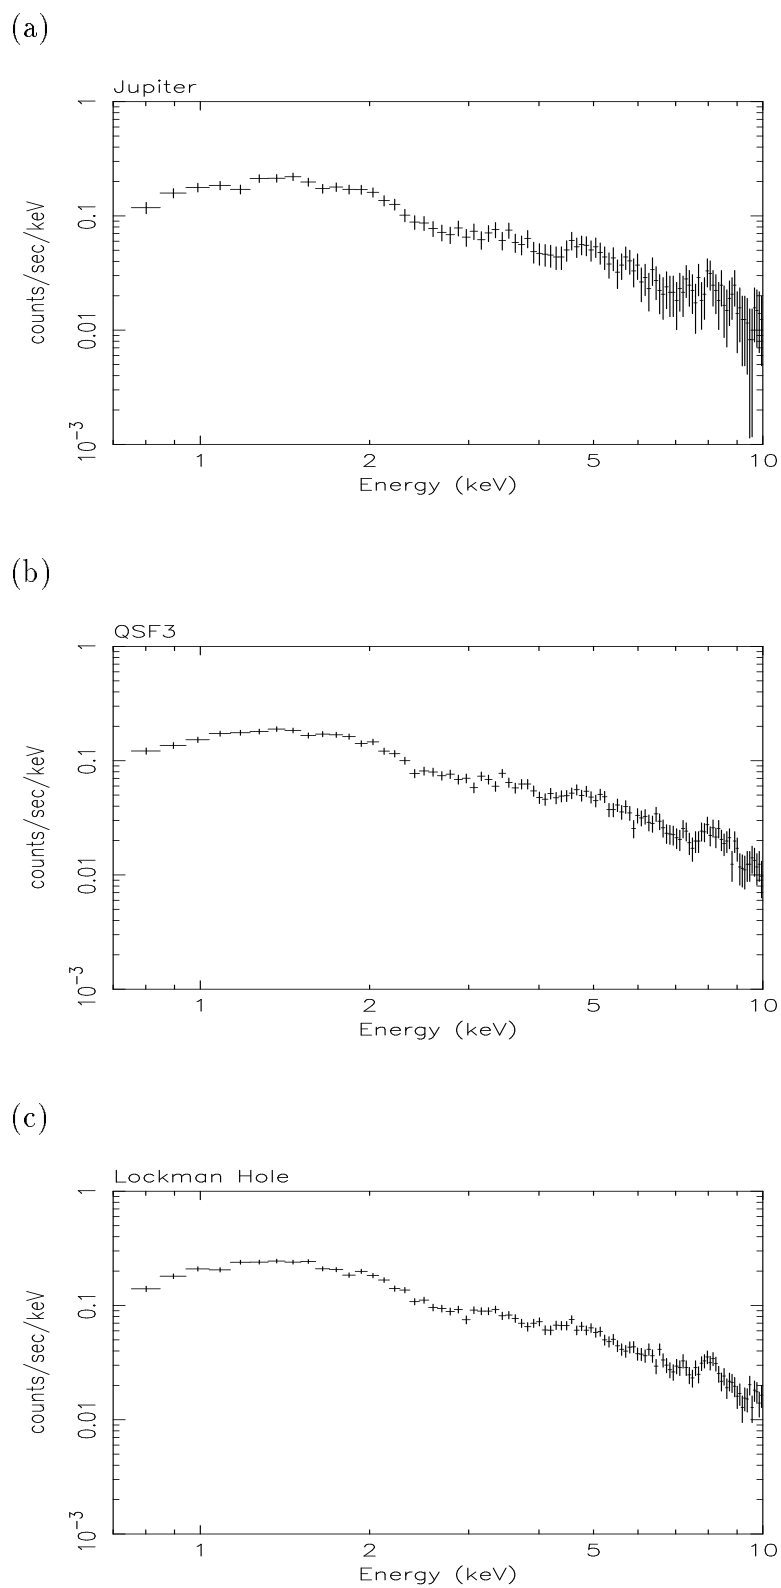 (a)
Jupiter
counts/sec/keV
1
0.1
0.01
10⁻³
1 2 5 10
Energy (keV)
(b)
QSF3
counts/sec/keV
1
0.1
0.01
10⁻³
1 2 5 10
Energy (keV)
(c)
Lockman Hole
counts/sec/keV
1
0.1
0.01
10⁻³
1 2 5 10
Energy (keV)